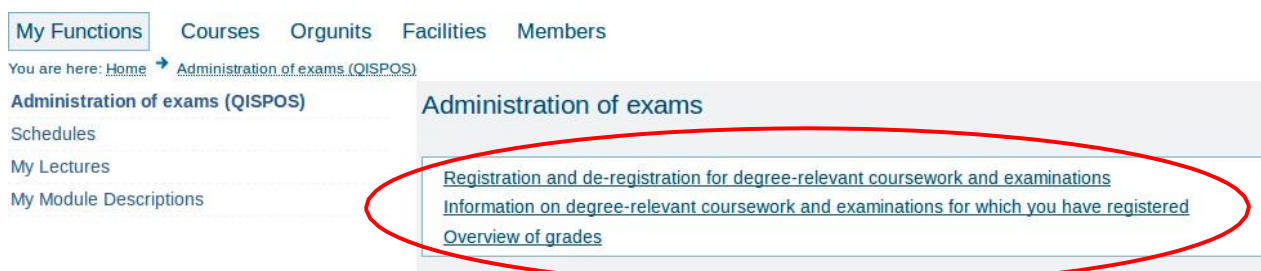 My Functions Courses Orgunits Facilities Members
You are here: Home ➔ Administration of exams (QISPOS)
Administration of exams (QISPOS)
Schedules
My Lectures
My Module Descriptions
Administration of exams
Registration and de-registration for degree-relevant coursework and examinations
Information on degree-relevant coursework and examinations for which you have registered
Overview of grades